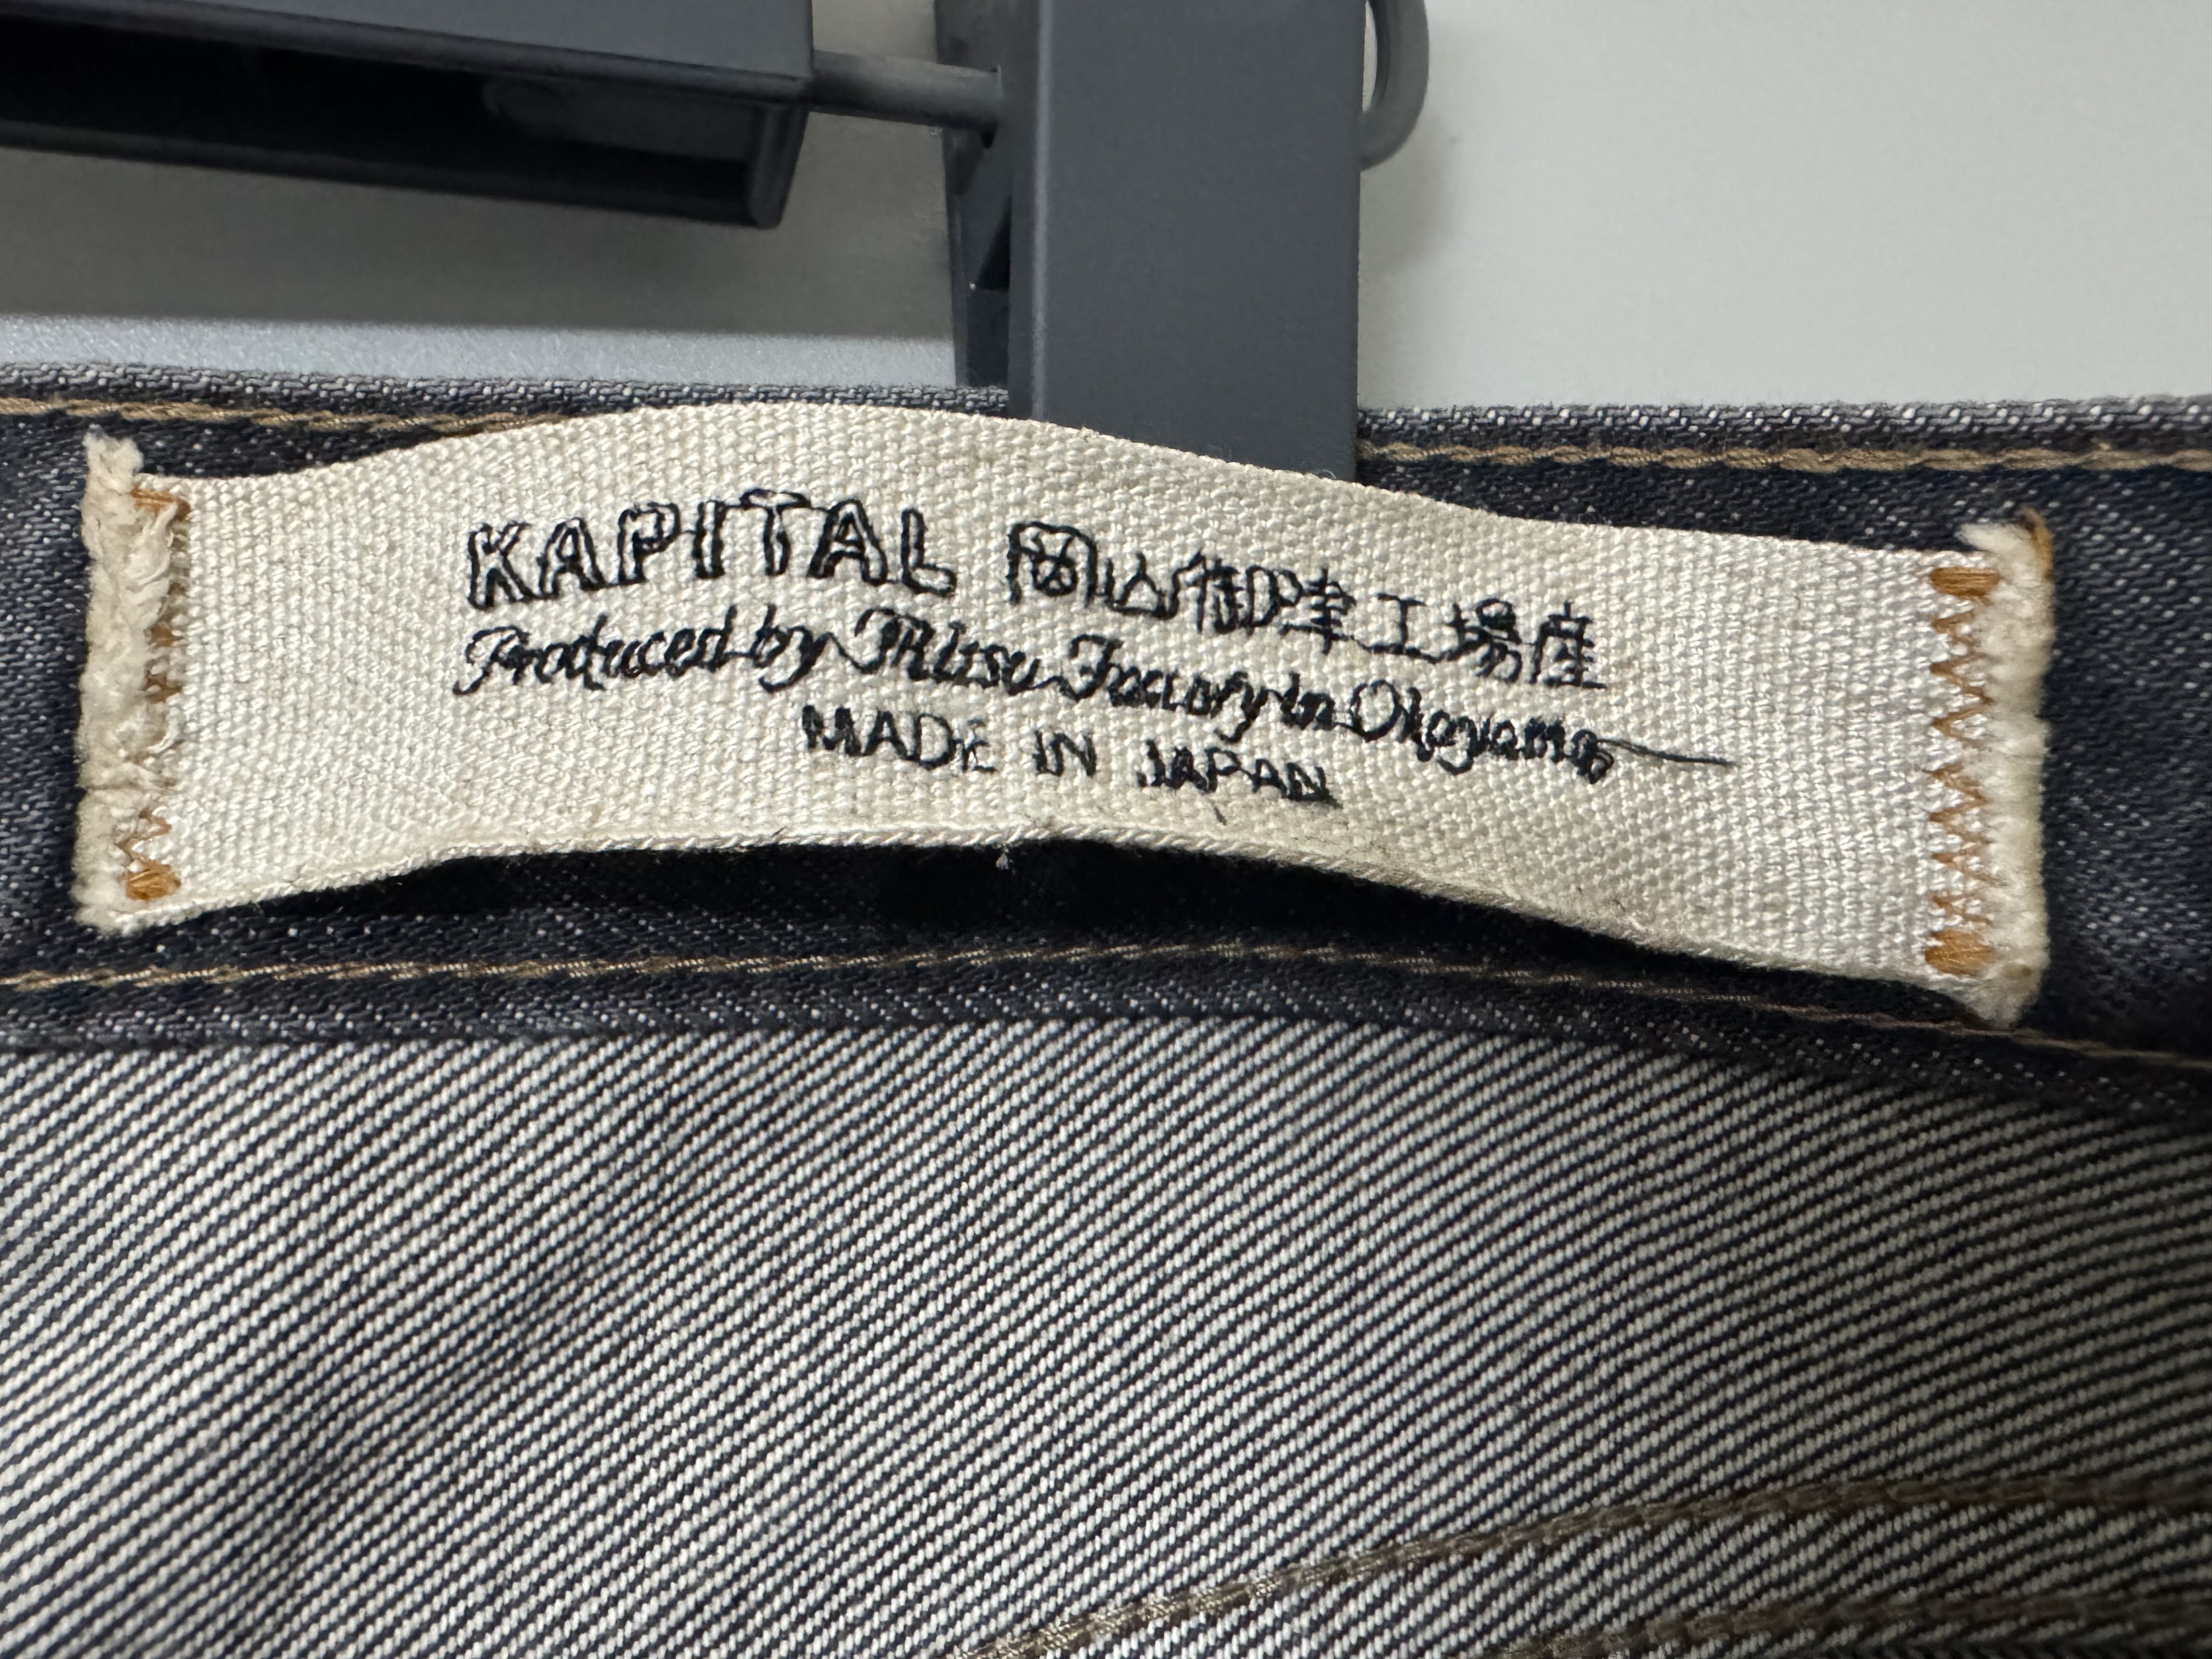 KAPITAL 岡山御津工場産
Produced by Mitsu Factory in Okayama
MADE IN JAPAN